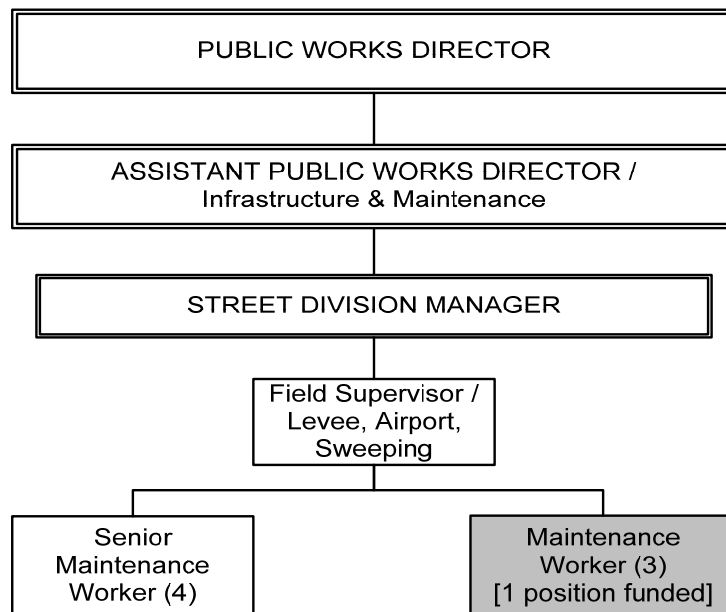 PUBLIC WORKS DIRECTOR
ASSISTANT PUBLIC WORKS DIRECTOR /
Infrastructure & Maintenance
STREET DIVISION MANAGER
Field Supervisor /
Levee, Airport,
Sweeping
Senior
Maintenance
Worker (4)
Maintenance
Worker (3)
[1 position funded]